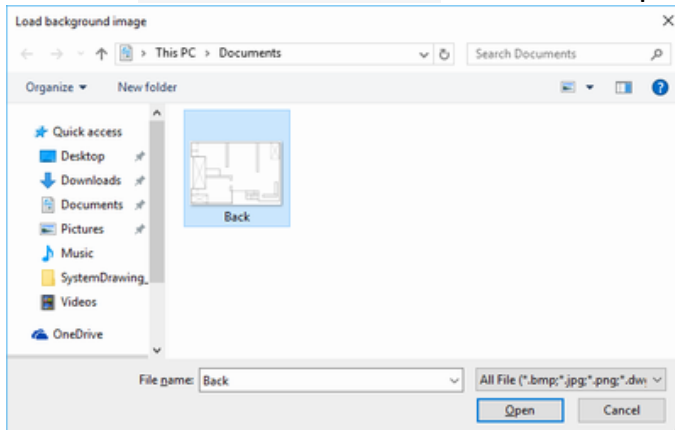 Load background image
This PC > Documents
Search Documents
Organize
New folder
Quick access
Desktop
Downloads
Documents
Pictures
Music
SystemDrawing_
Videos
OneDrive
Back
File name: Back
All File (*.bmp;*.jpg;*.png;*.dw
Open Cancel